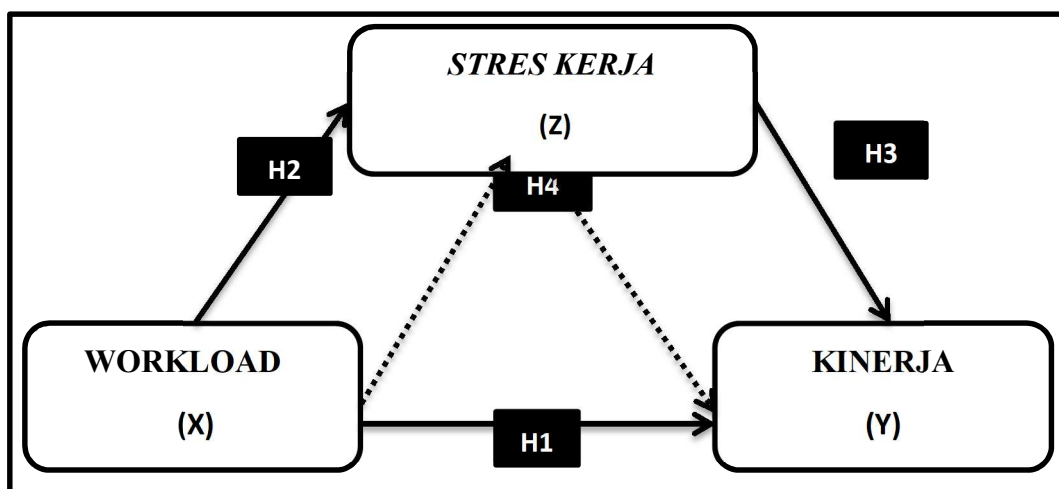 STRES KERJA
(Z)
H2
H3
H4
WORKLOAD
(X)
KINERJA
(Y)
H1